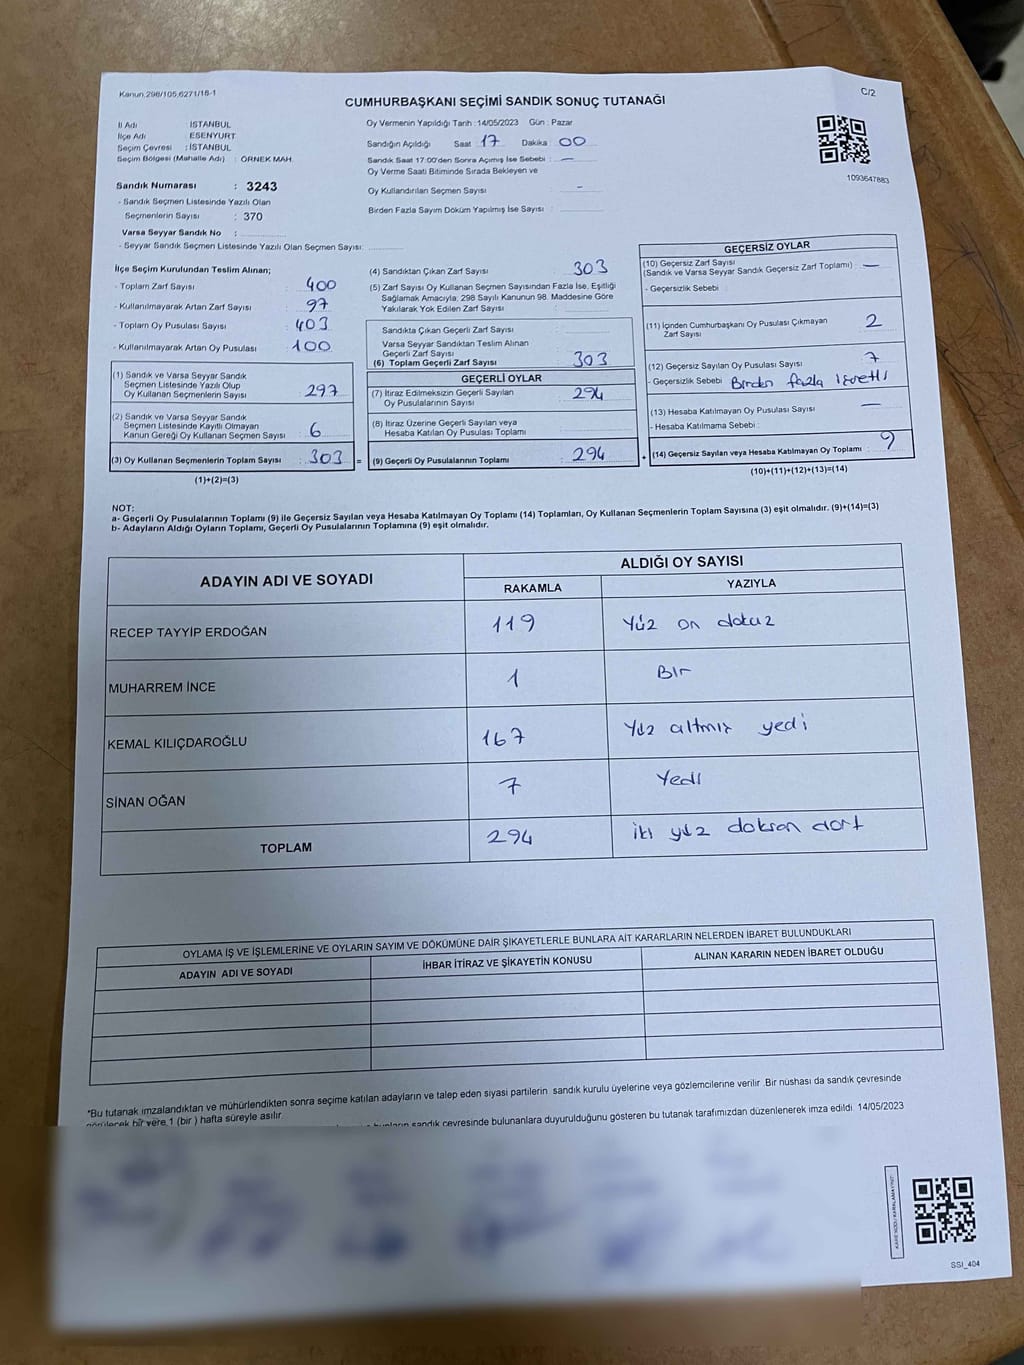 Kanun.298/105,6271/18-1
CUMHURBAŞKANI SEÇİMİ SANDIK SONUÇ TUTANAĞI
C/2
İl Adı : İSTANBUL
İlçe Adı : ESENYURT
Seçim Çevresi : İSTANBUL
Seçim Bölgesi (Mahalle Adı) : ÖRNEK MAH.
Oy Vermenin Yapıldığı Tarih : 14/05/2023 Gün : Pazar
Sandığın Açıldığı Saat 17 Dakika 00
Sandık Saat 17:00'den Sonra Açılmış İse Sebebi : —
Oy Verme Saati Bitiminde Sırada Bekleyen ve
Oy Kullandırılan Seçmen Sayısı -
Birden Fazla Sayım Döküm Yapılmış İse Sayısı :
1093647883
Sandık Numarası : 3243
- Sandık Seçmen Listesinde Yazılı Olan
Seçmenlerin Sayısı : 370
Varsa Seyyar Sandık No :
- Seyyar Sandık Seçmen Listesinde Yazılı Olan Seçmen Sayısı:
İlçe Seçim Kurulundan Teslim Alınan;
- Toplam Zarf Sayısı : 400
- Kullanılmayarak Artan Zarf Sayısı : 97
- Toplam Oy Pusulası Sayısı : 403
- Kullanılmayarak Artan Oy Pusulası : 100
(1) Sandık ve Varsa Seyyar Sandık
Seçmen Listesinde Yazılı Olup
Oy Kullanan Seçmenlerin Sayısı : 297
(2) Sandık ve Varsa Seyyar Sandık
Seçmen Listesinde Kayıtlı Olmayan
Kanun Gereği Oy Kullanan Seçmen Sayısı : 6
(3) Oy Kullanan Seçmenlerin Toplam Sayısı : 303 =
(1)+(2)=(3)
(4) Sandıktan Çıkan Zarf Sayısı 303
(5) Zarf Sayısı Oy Kullanan Seçmen Sayısından Fazla İse, Eşitliği
Sağlamak Amacıyla; 298 Sayılı Kanunun 98. Maddesine Göre
Yakılarak Yok Edilen Zarf Sayısı :
Sandıkta Çıkan Geçerli Zarf Sayısı :
Varsa Seyyar Sandıktan Teslim Alınan
Geçerli Zarf Sayısı :
(6) Toplam Geçerli Zarf Sayısı : 303
GEÇERLİ OYLAR
(7) İtiraz Edilmeksizin Geçerli Sayılan
Oy Pusulalarının Sayısı : 294
(8) İtiraz Üzerine Geçerli Sayılan veya
Hesaba Katılan Oy Pusulası Toplamı :
(9) Geçerli Oy Pusulalarının Toplamı : 294 +
GEÇERSİZ OYLAR
(10) Geçersiz Zarf Sayısı
(Sandık ve Varsa Seyyar Sandık Geçersiz Zarf Toplamı) : —
- Geçersizlik Sebebi :
(11) İçinden Cumhurbaşkanı Oy Pusulası Çıkmayan
Zarf Sayısı : 2
(12) Geçersiz Sayılan Oy Pusulası Sayısı : 7
- Geçersizlik Sebebi : Birden fazla işaretli
(13) Hesaba Katılmayan Oy Pusulası Sayısı : —
- Hesaba Katılmama Sebebi :
(14) Geçersiz Sayılan veya Hesaba Katılmayan Oy Toplamı : 9
(10)+(11)+(12)+(13)=(14)
NOT:
a- Geçerli Oy Pusulalarının Toplamı (9) ile Geçersiz Sayılan veya Hesaba Katılmayan Oy Toplamı (14) Toplamları, Oy Kullanan Seçmenlerin Toplam Sayısına (3) eşit olmalıdır. (9)+(14)=(3)
b- Adayların Aldığı Oyların Toplamı, Geçerli Oy Pusulalarının Toplamına (9) eşit olmalıdır.
ADAYIN ADI VE SOYADI ALDIĞI OY SAYISI
RAKAMLA YAZIYLA
RECEP TAYYİP ERDOĞAN 119 Yüz on dokuz
MUHARREM İNCE 1 Bir
KEMAL KILIÇDAROĞLU 167 Yüz altmış yedi
SİNAN OĞAN 7 Yedi
TOPLAM 294 iki yüz doksan dört
OYLAMA İŞ VE İŞLEMLERİNE VE OYLARIN SAYIM VE DÖKÜMÜNE DAİR ŞİKAYETLERLE BUNLARA AİT KARARLARIN NELERDEN İBARET BULUNDUKLARI
ADAYIN ADI VE SOYADI İHBAR İTİRAZ VE ŞİKAYETİN KONUSU ALINAN KARARIN NEDEN İBARET OLDUĞU
*Bu tutanak imzalandıktan ve mühürlendikten sonra seçime katılan adayların ve talep eden siyasi partilerin sandık kurulu üyelerine veya gözlemcilerine verilir. Bir nüshası da sandık çevresinde
görülecek bir yere 1 (bir ) hafta süreyle asılır.
bunların sandık çevresinde bulunanlara duyurulduğunu gösteren bu tutanak tarafımızdan düzenlenerek imza edildi. 14/05/2023
SSI_404